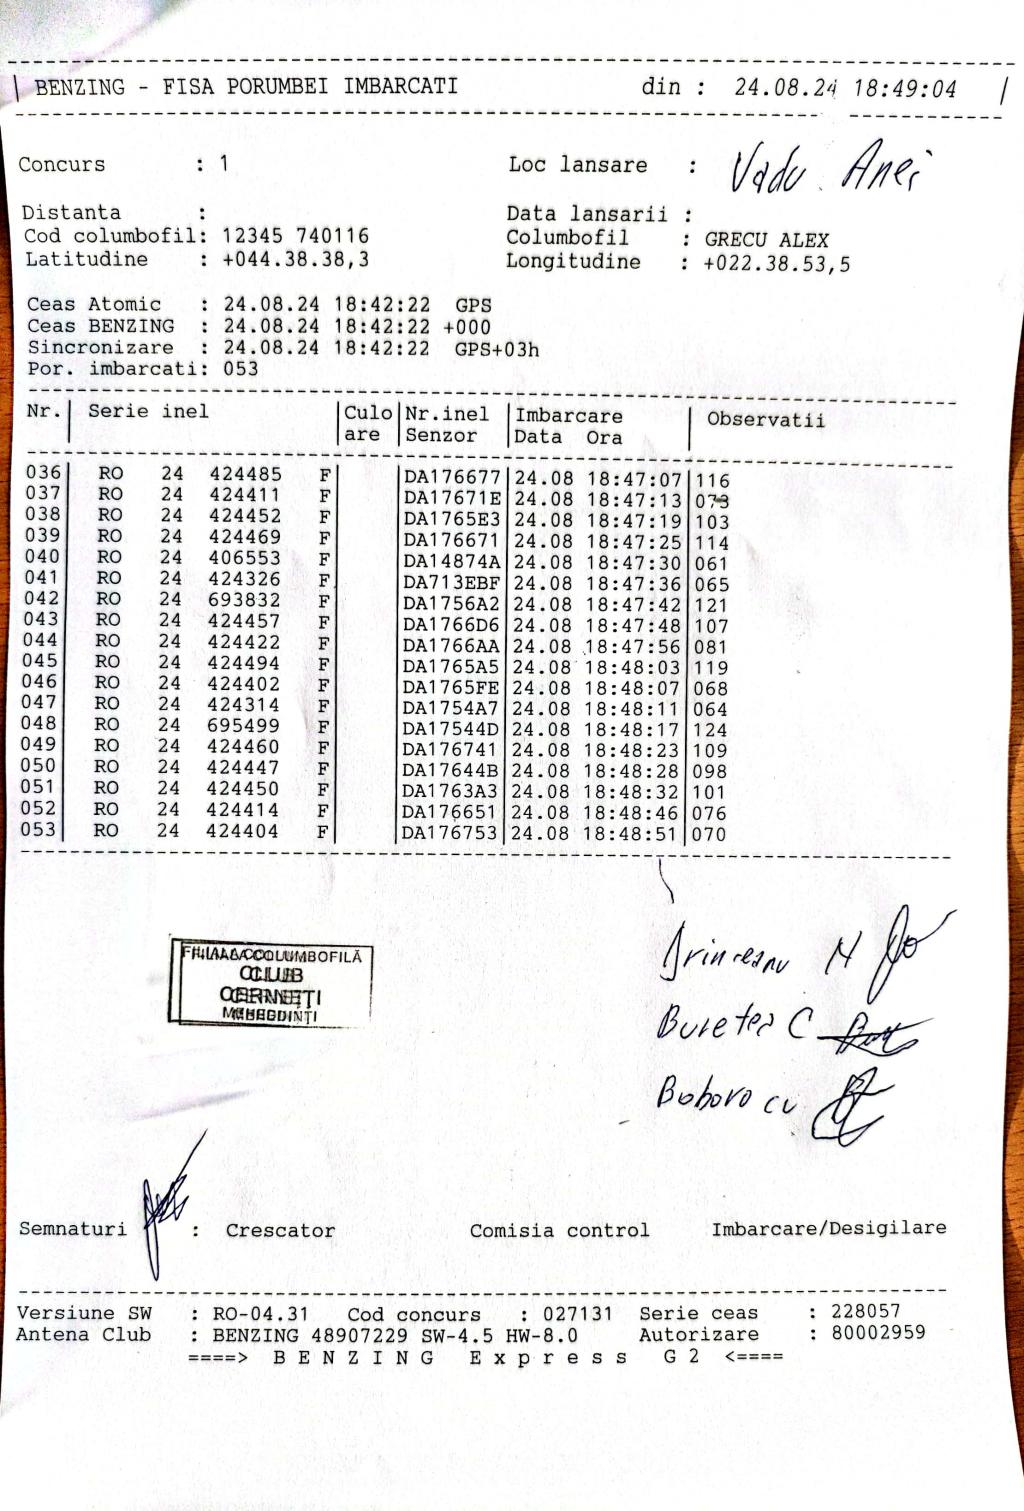 BENZING - FISA PORUMBEI IMBARCATI din : 24.08.24 18:49:04
Concurs : 1 Loc lansare : Vadu Anei
Distanta : Data lansarii :
Cod columbofil: 12345 740116 Columbofil : GRECU ALEX
Latitudine : +044.38.38,3 Longitudine : +022.38.53,5
Ceas Atomic : 24.08.24 18:42:22 GPS
Ceas BENZING : 24.08.24 18:42:22 +000
Sincronizare : 24.08.24 18:42:22 GPS+03h
Por. imbarcati: 053
Nr. Serie inel Culo Nr.inel Imbarcare Observatii
are Senzor Data Ora
036 RO 24 424485 F DA176677 24.08 18:47:07 116
037 RO 24 424411 F DA17671E 24.08 18:47:13 073
038 RO 24 424452 F DA1765E3 24.08 18:47:19 103
039 RO 24 424469 F DA176671 24.08 18:47:25 114
040 RO 24 406553 F DA14874A 24.08 18:47:30 061
041 RO 24 424326 F DA713EBF 24.08 18:47:36 065
042 RO 24 693832 F DA1756A2 24.08 18:47:42 121
043 RO 24 424457 F DA1766D6 24.08 18:47:48 107
044 RO 24 424422 F DA1766AA 24.08 18:47:56 081
045 RO 24 424494 F DA1765A5 24.08 18:48:03 119
046 RO 24 424402 F DA1765FE 24.08 18:48:07 068
047 RO 24 424314 F DA1754A7 24.08 18:48:11 064
048 RO 24 695499 F DA17544D 24.08 18:48:17 124
049 RO 24 424460 F DA176741 24.08 18:48:23 109
050 RO 24 424447 F DA17644B 24.08 18:48:28 098
051 RO 24 424450 F DA1763A3 24.08 18:48:32 101
052 RO 24 424414 F DA176651 24.08 18:48:46 076
053 RO 24 424404 F DA176753 24.08 18:48:51 070
COLUMBOFILĂ
CLUB
CERNEȚI
MEHEDINȚI
N
Buretea C
Boborocu
Semnaturi : Crescator Comisia control Imbarcare/Desigilare
Versiune SW : RO-04.31 Cod concurs : 027131 Serie ceas : 228057
Antena Club : BENZING 48907229 SW-4.5 HW-8.0 Autorizare : 80002959
====> B E N Z I N G E x p r e s s G 2 <====